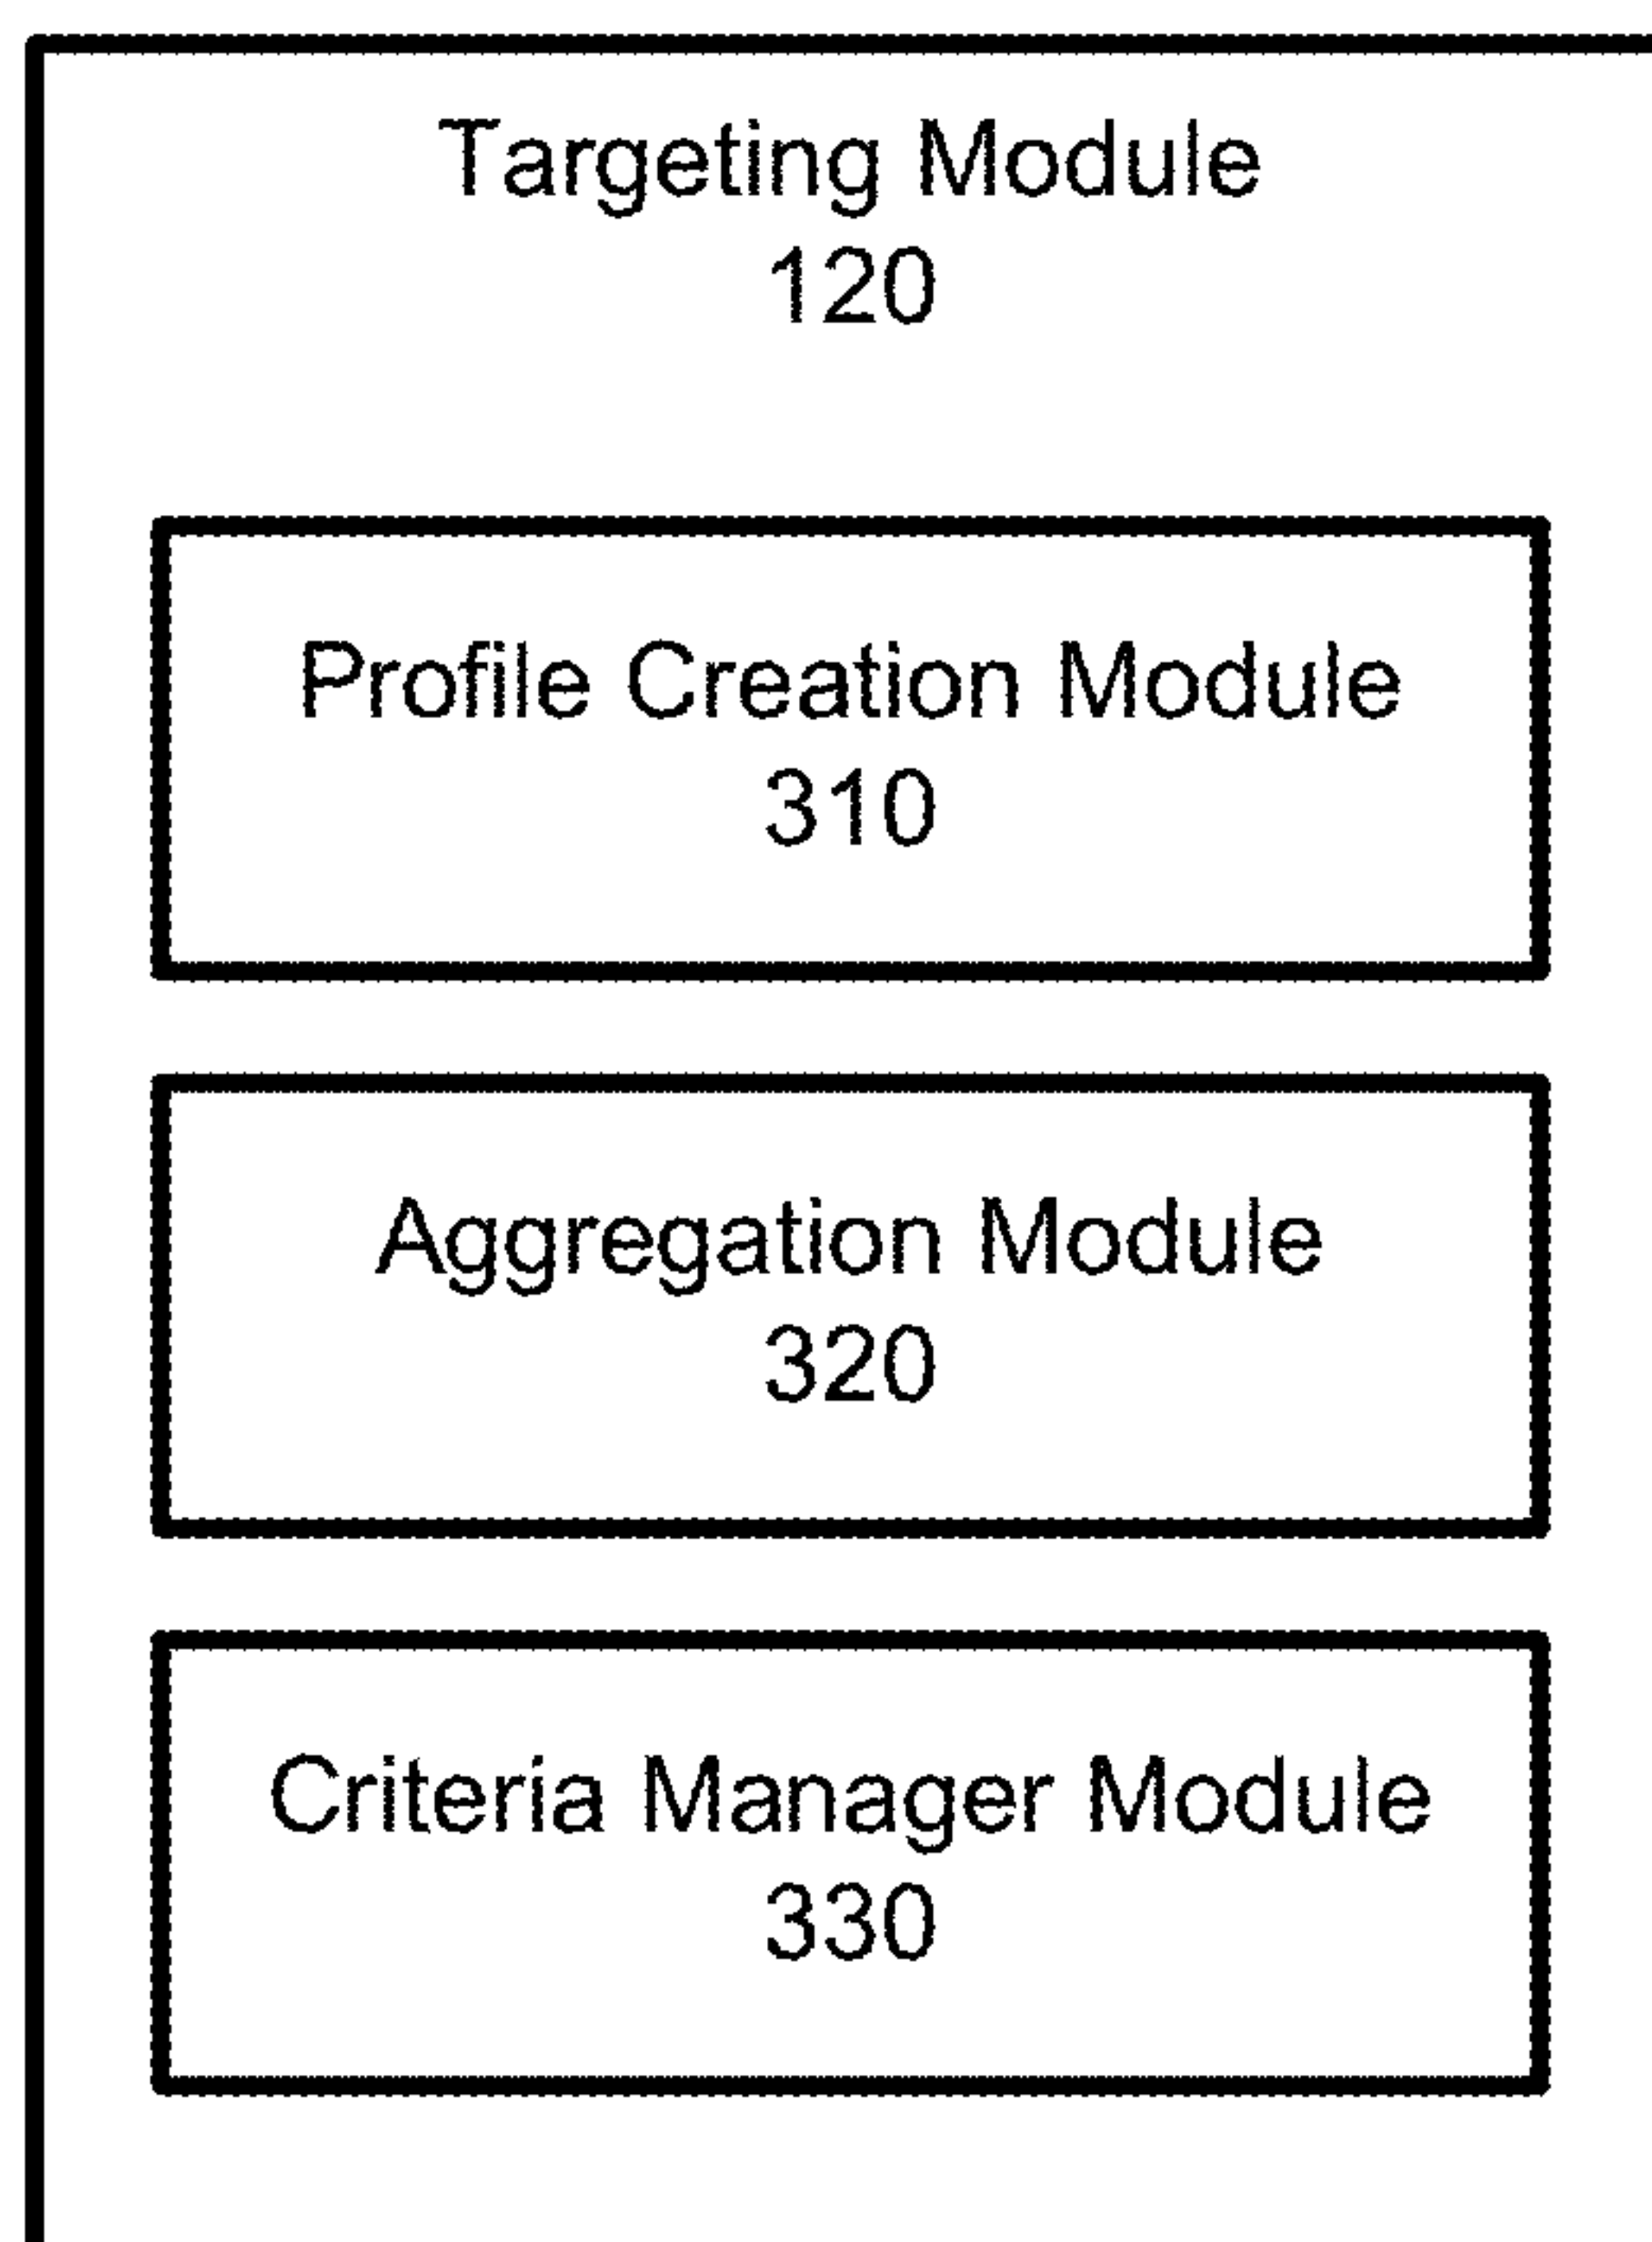 Targeting Module
120
Profile Creation Module
310
Aggregation Module
320
Criteria Manager Module
330